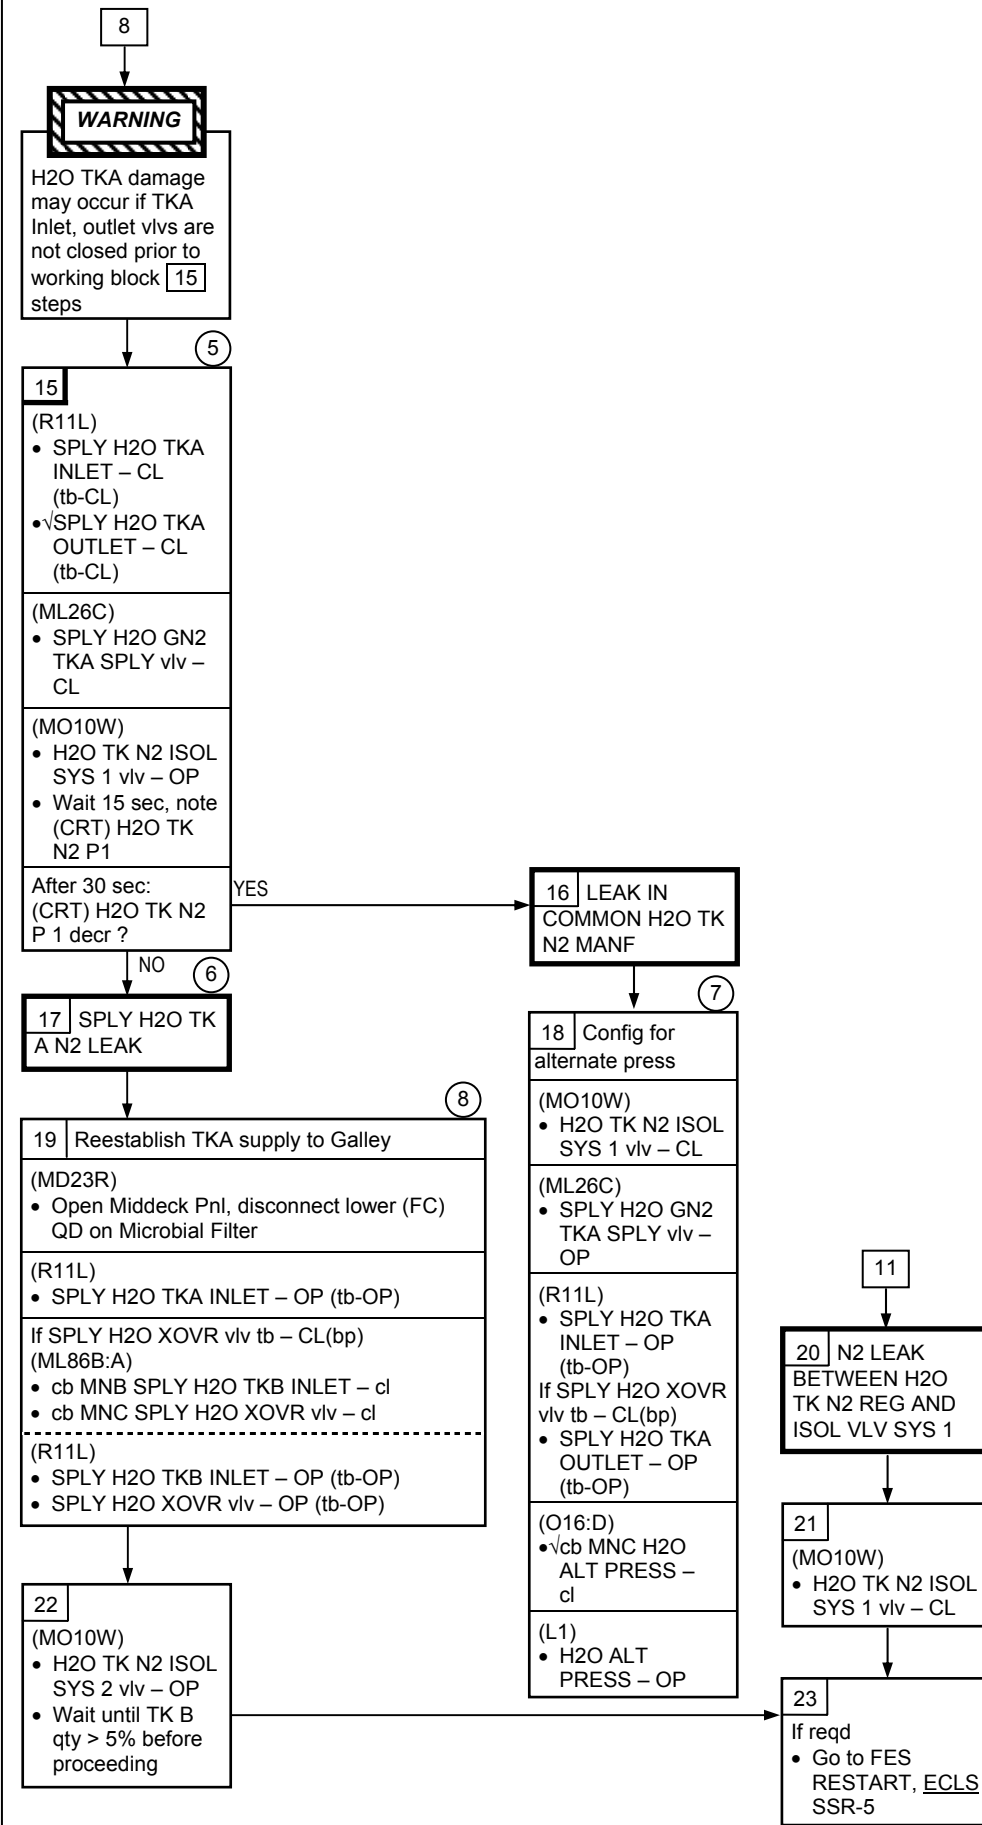 8
WARNING
H2O TKA damage
may occur if TKA
Inlet, outlet vlvs are
not closed prior to
working block 15
steps
5
15
(R11L)
• SPLY H2O TKA
INLET – CL
(tb-CL)
•√SPLY H2O TKA
OUTLET – CL
(tb-CL)
(ML26C)
• SPLY H2O GN2
TKA SPLY vlv –
CL
(MO10W)
• H2O TK N2 ISOL
SYS 1 vlv – OP
• Wait 15 sec, note
(CRT) H2O TK
N2 P1
After 30 sec:
(CRT) H2O TK N2
P 1 decr ?
YES
NO
6
17 SPLY H2O TK
A N2 LEAK
8
19 Reestablish TKA supply to Galley
(MD23R)
• Open Middeck Pnl, disconnect lower (FC)
QD on Microbial Filter
(R11L)
• SPLY H2O TKA INLET – OP (tb-OP)
If SPLY H2O XOVR vlv tb – CL(bp)
(ML86B:A)
• cb MNB SPLY H2O TKB INLET – cl
• cb MNC SPLY H2O XOVR vlv – cl
(R11L)
• SPLY H2O TKB INLET – OP (tb-OP)
• SPLY H2O XOVR vlv – OP (tb-OP)
22
(MO10W)
• H2O TK N2 ISOL
SYS 2 vlv – OP
• Wait until TK B
qty > 5% before
proceeding
16 LEAK IN
COMMON H2O TK
N2 MANF
7
18 Config for
alternate press
(MO10W)
• H2O TK N2 ISOL
SYS 1 vlv – CL
(ML26C)
• SPLY H2O GN2
TKA SPLY vlv –
OP
(R11L)
• SPLY H2O TKA
INLET – OP
(tb-OP)
If SPLY H2O XOVR
vlv tb – CL(bp)
• SPLY H2O TKA
OUTLET – OP
(tb-OP)
(O16:D)
•√cb MNC H2O
ALT PRESS –
cl
(L1)
• H2O ALT
PRESS – OP
11
20 N2 LEAK
BETWEEN H2O
TK N2 REG AND
ISOL VLV SYS 1
21
(MO10W)
• H2O TK N2 ISOL
SYS 1 vlv – CL
23
If reqd
• Go to FES
RESTART, ECLS
SSR-5